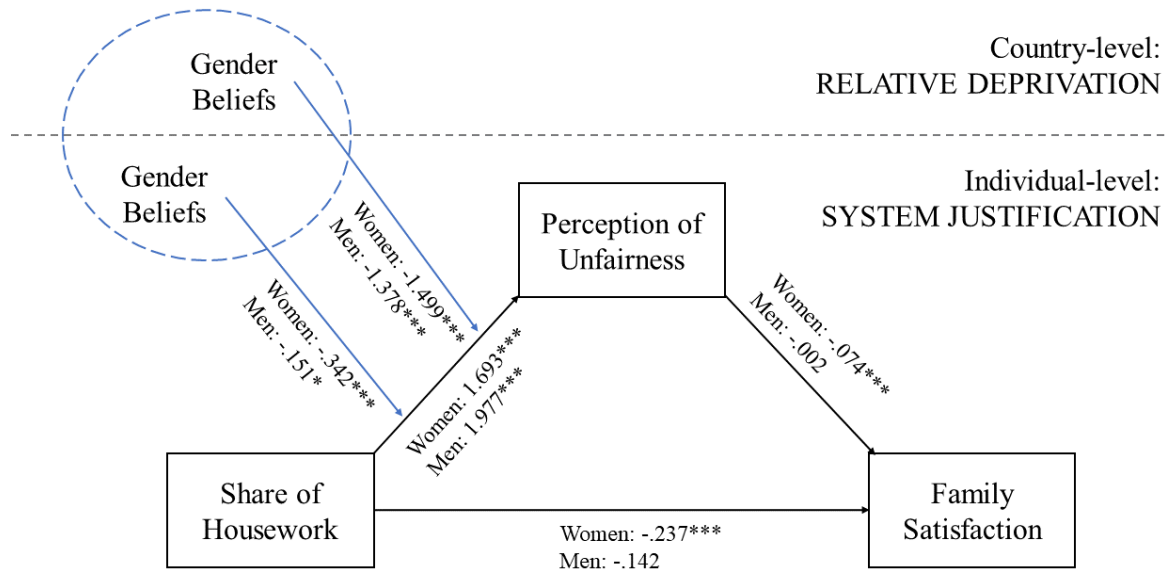 Country-level:
RELATIVE DEPRIVATION
Gender
Beliefs
Individual-level:
SYSTEM JUSTIFICATION
Gender
Beliefs
Perception of
Unfairness
Women: -1.499***
Men: -1.378***
Women: -.342***
Men: -.151*
Women: 1.693***
Men: 1.977***
Women: -.074***
Men: -.002
Share of
Housework
Family
Satisfaction
Women: -.237***
Men: -.142